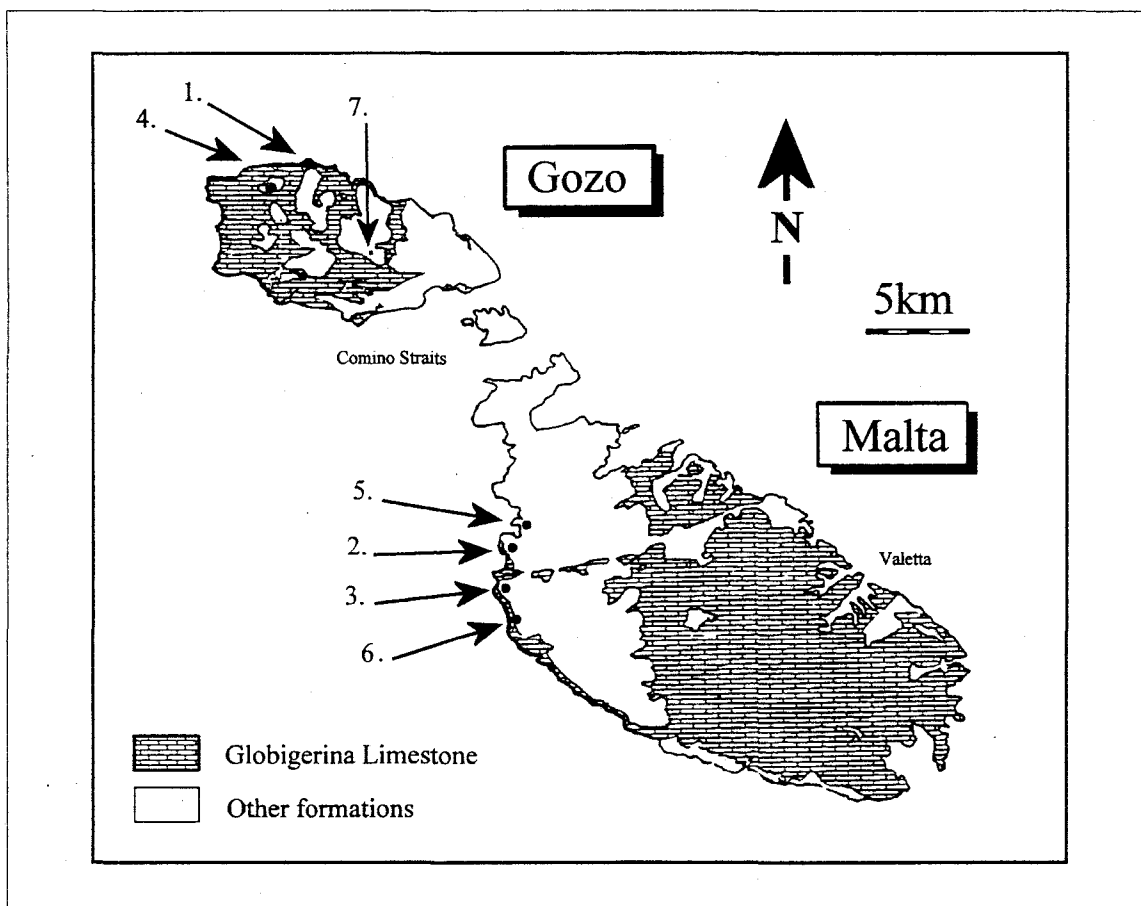 1.
4.
7.
Gozo
N
5km
Comino Straits
Malta
5.
2.
Valetta
3.
6.
Globigerina Limestone
Other formations